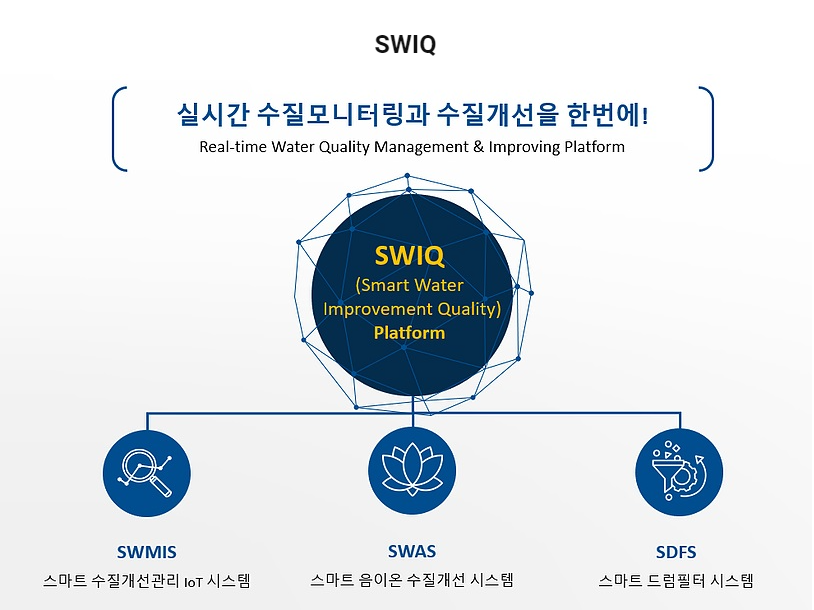 SWIQ
실시간 수질모니터링과 수질개선을 한번에!
Real-time Water Quality Management & Improving Platform
SWIQ
(Smart Water
Improvement Quality)
Platform
SWMIS
스마트 수질개선관리 IoT 시스템
SWAS
스마트 음이온 수질개선 시스템
SDFS
스마트 드럼필터 시스템